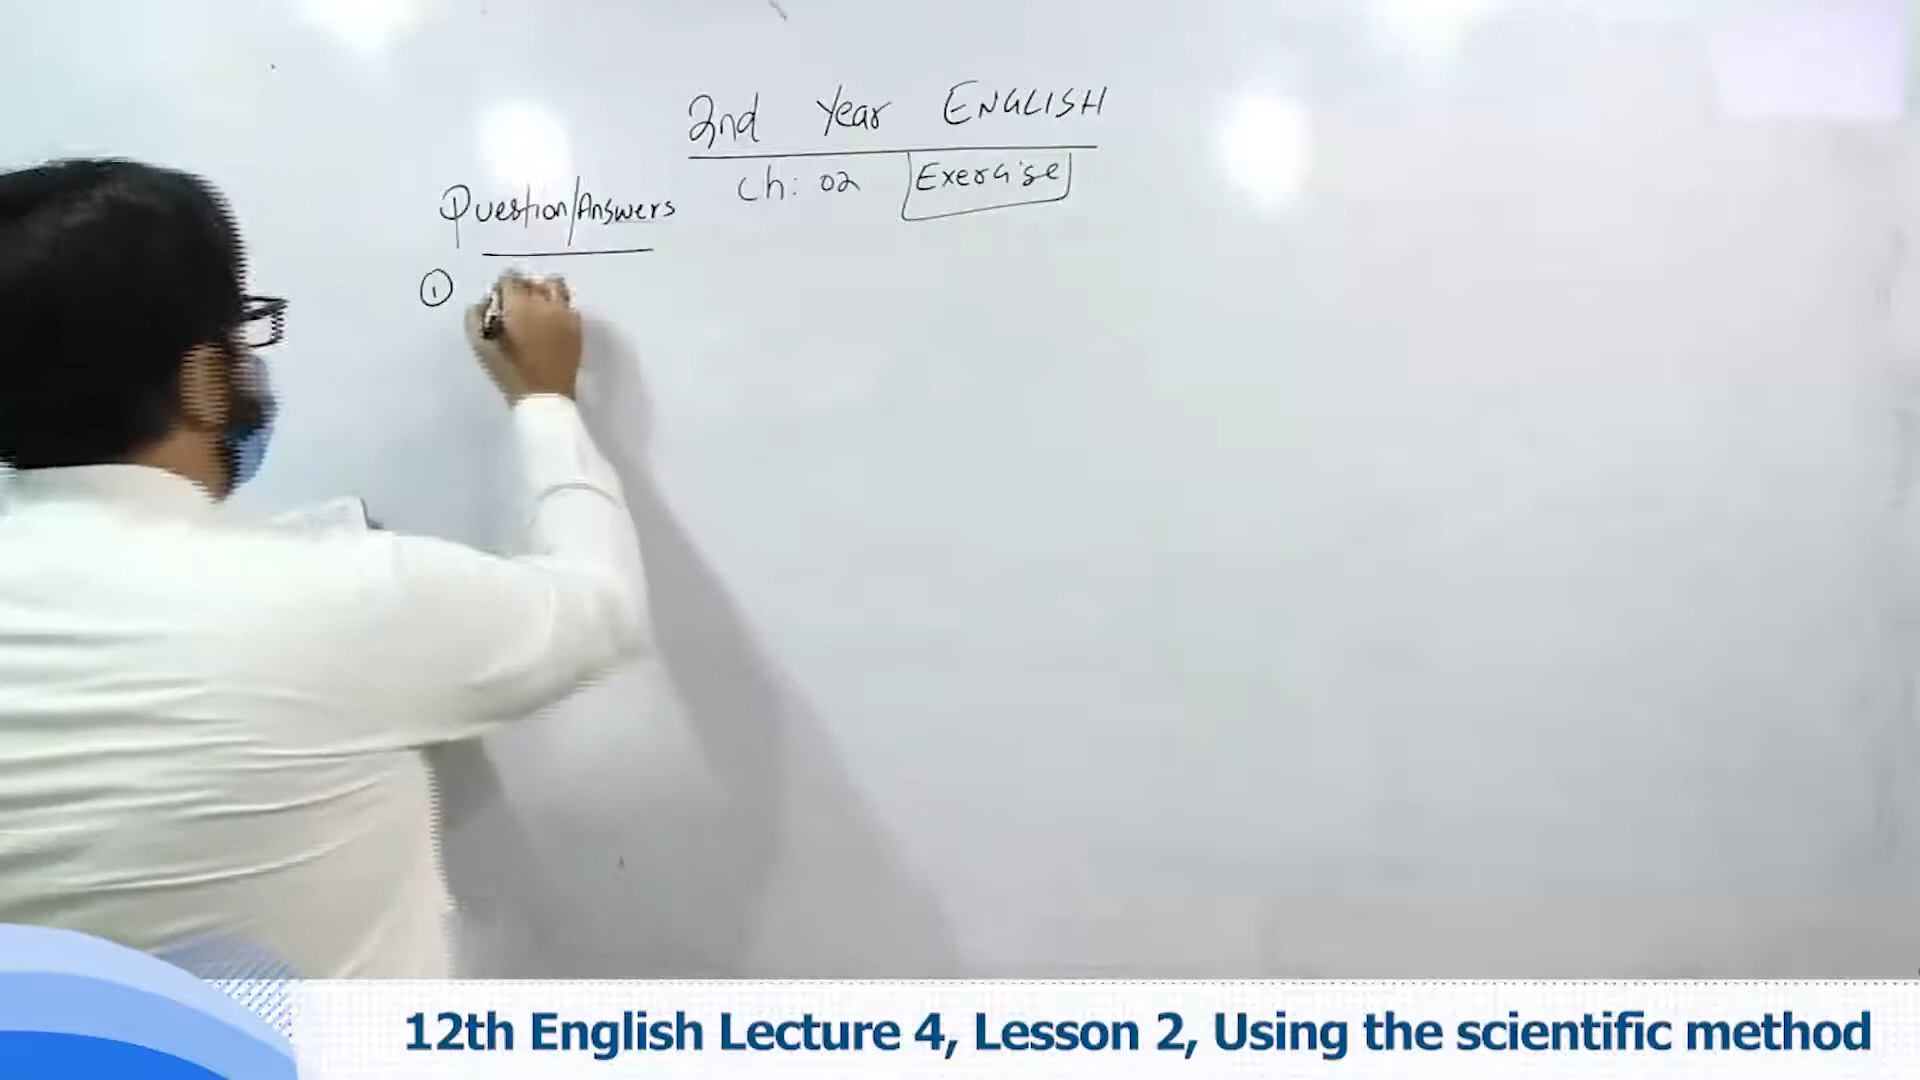 2nd Year ENGLISH
Ch: 02 Exercise
Question/Answers
①
12th English Lecture 4, Lesson 2, Using the scientific method